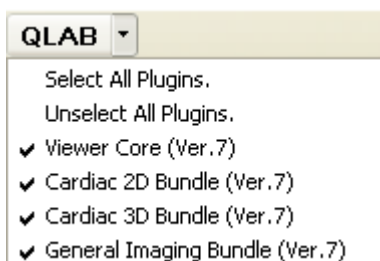 QLAB
Select All Plugins.
Unselect All Plugins.
Viewer Core (Ver.7)
Cardiac 2D Bundle (Ver.7)
Cardiac 3D Bundle (Ver.7)
General Imaging Bundle (Ver.7)